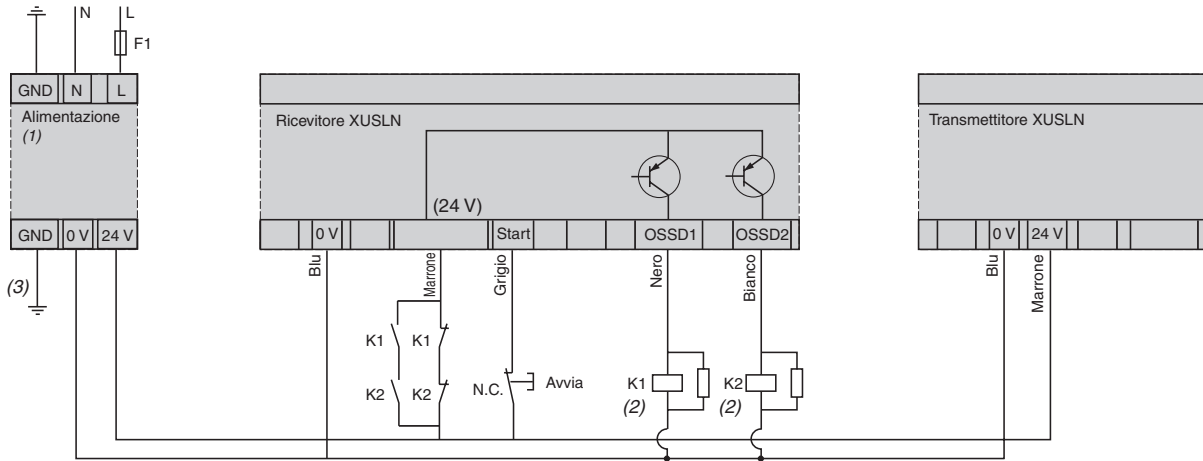 N L
F1
GND N L
Alimentazione
(1)
GND 0 V 24 V
(3)
Ricevitore XUSLN
(24 V)
0 V Start OSSD1 OSSD2
Blu
Marrone
Grigio
Nero
Bianco
K1 K1
K2 K2
N.C. Avvia
K1
(2)
K2
(2)
Transmettitore XUSLN
0 V 24 V
Blu
Marrone